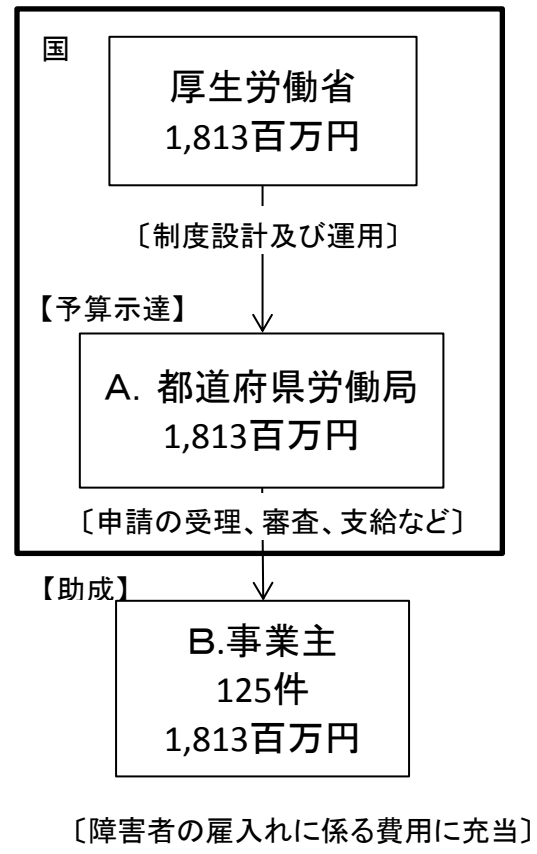 国
厚生労働省
1,813百万円
〔制度設計及び運用〕
【予算示達】
A．都道府県労働局
1,813百万円
〔申請の受理、審査、支給など〕
【助成】
B.事業主
125件
1,813百万円
〔障害者の雇入れに係る費用に充当〕